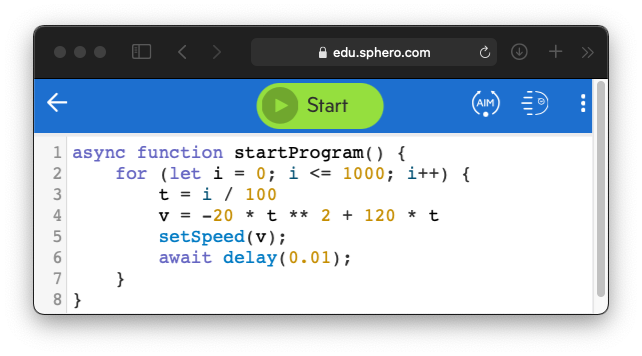 edu.sphero.com
Start
AIM
1 async function startProgram() {
2     for (let i = 0; i <= 1000; i++) {
3         t = i / 100
4         v = -20 * t ** 2 + 120 * t
5         setSpeed(v);
6         await delay(0.01);
7     }
8 }